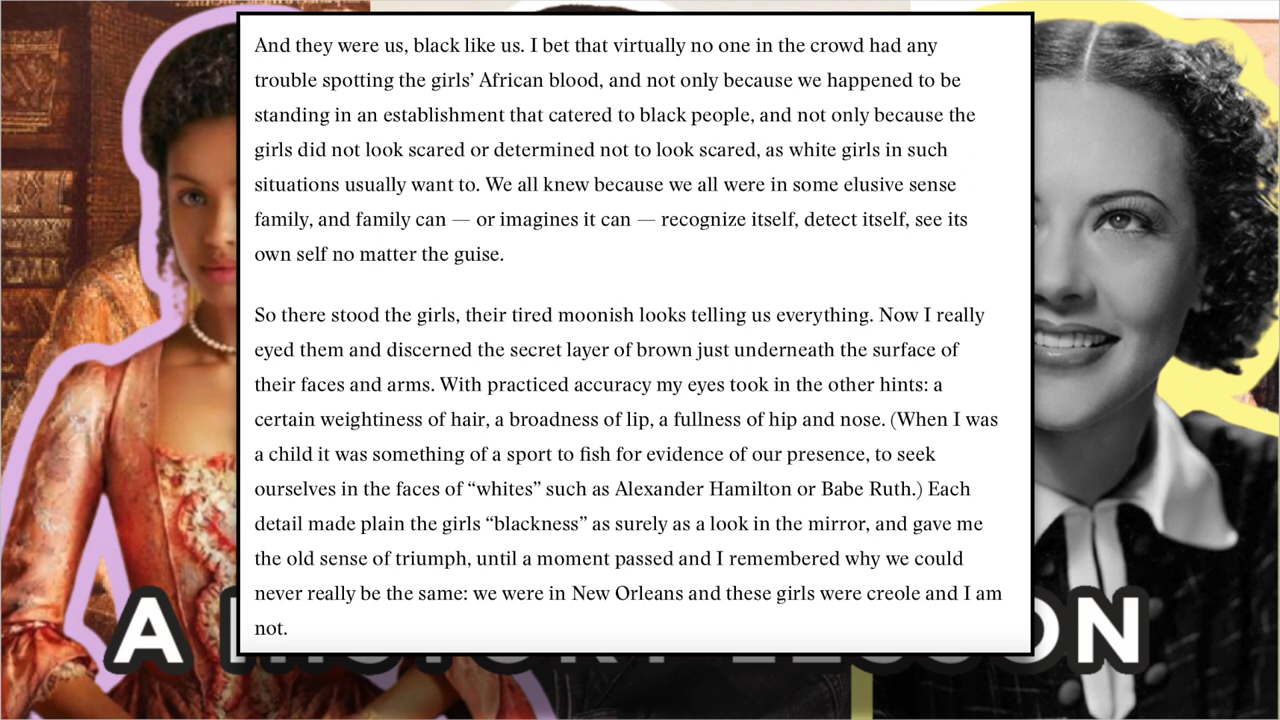 And they were us, black like us. I bet that virtually no one in the crowd had any
trouble spotting the girls’ African blood, and not only because we happened to be
standing in an establishment that catered to black people, and not only because the
girls did not look scared or determined not to look scared, as white girls in such
situations usually want to. We all knew because we all were in some elusive sense
family, and family can — or imagines it can — recognize itself, detect itself, see its
own self no matter the guise.
So there stood the girls, their tired moonish looks telling us everything. Now I really
eyed them and discerned the secret layer of brown just underneath the surface of
their faces and arms. With practiced accuracy my eyes took in the other hints: a
certain weightiness of hair, a broadness of lip, a fullness of hip and nose. (When I was
a child it was something of a sport to fish for evidence of our presence, to seek
ourselves in the faces of “whites” such as Alexander Hamilton or Babe Ruth.) Each
detail made plain the girls “blackness” as surely as a look in the mirror, and gave me
the old sense of triumph, until a moment passed and I remembered why we could
never really be the same: we were in New Orleans and these girls were creole and I am
not.
A HISTORY LESSON